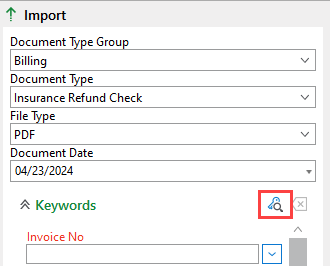 Import
Document Type Group
Billing
Document Type
Insurance Refund Check
File Type
PDF
Document Date
04/23/2024
Keywords
Invoice No